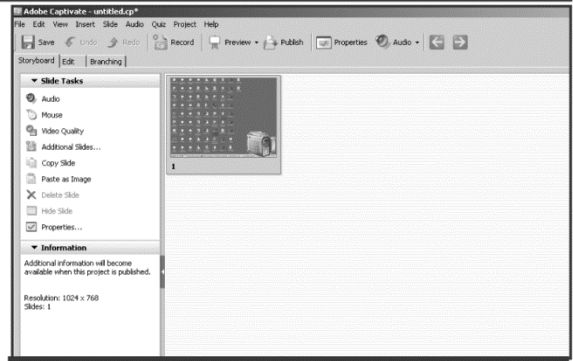 Adobe Captivate - untitled.cp*
File Edit View Insert Slide Audio Quiz Project Help
Save Undo Redo Record Preview Publish Properties Audio
Storyboard Edit Branching
Slide Tasks
Audio
Mouse
Video Quality
Additional Slides...
Copy Slide
Paste as Image
Delete Slide
Hide Slide
Properties...
1
Information
Additional information will become
available when this project is published.
Resolution: 1024 x 768
Slides: 1